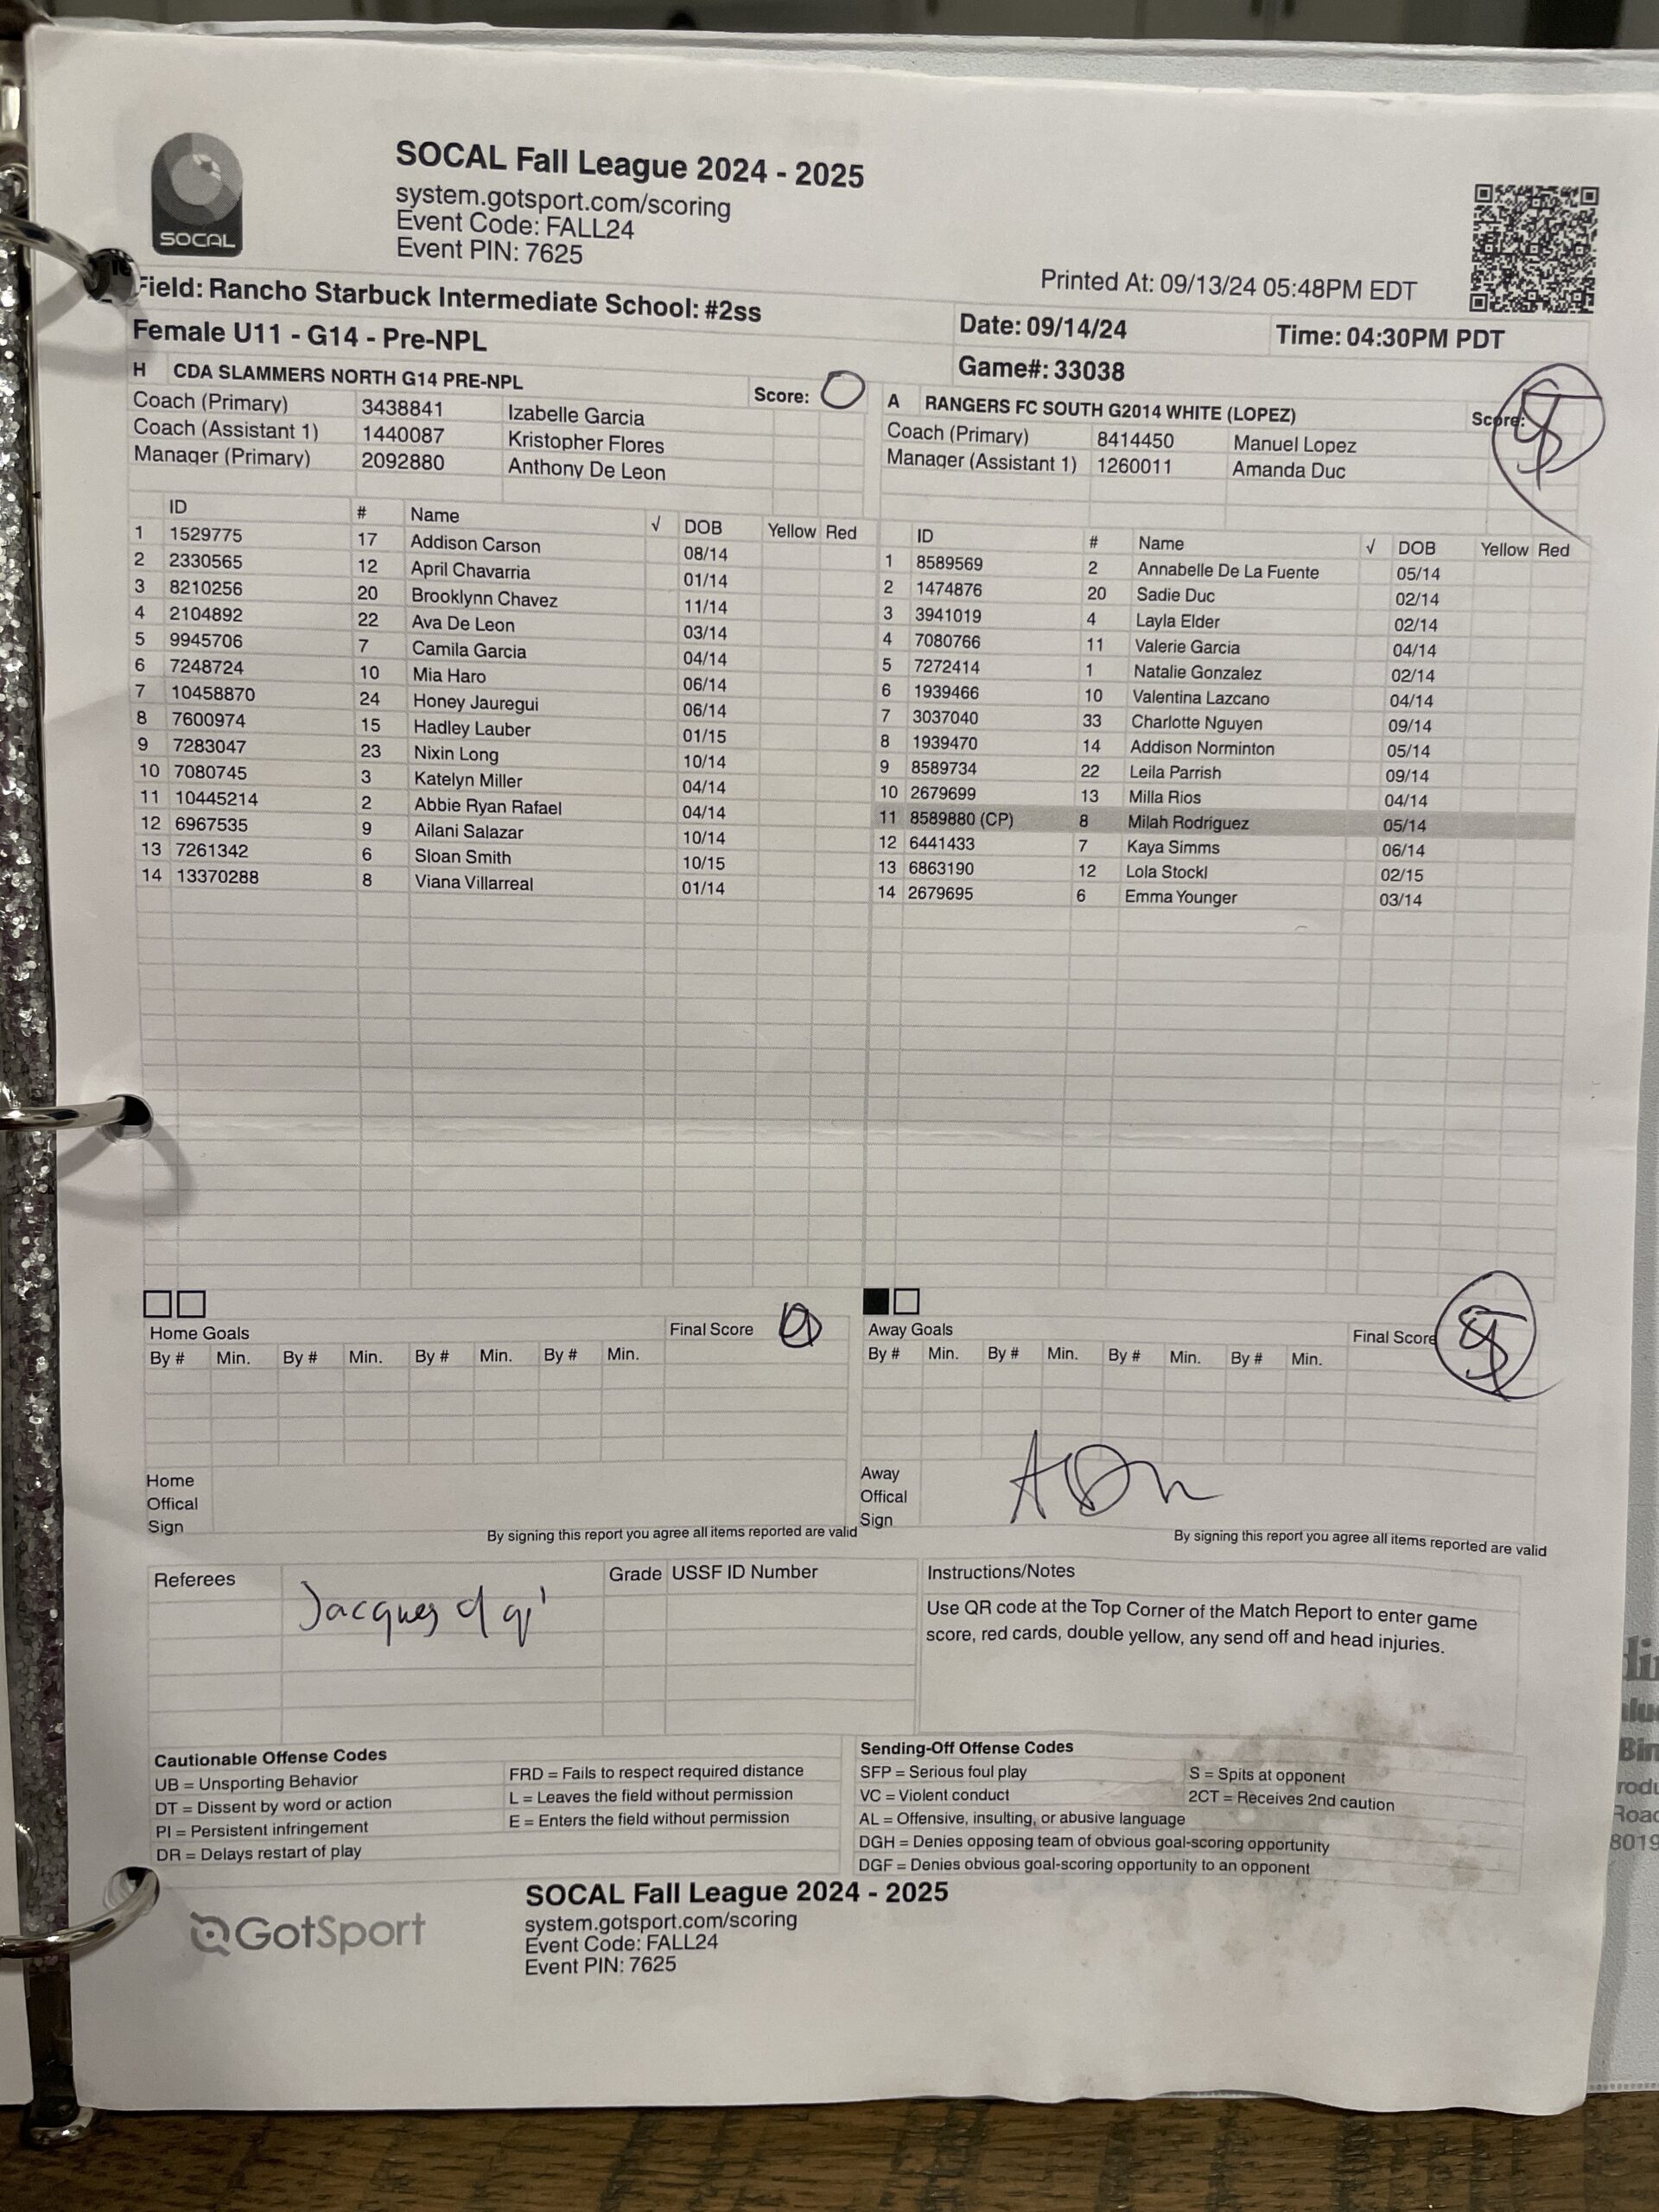 SOCAL
SOCAL Fall League 2024 - 2025
system.gotsport.com/scoring
Event Code: FALL24
Event PIN: 7625
Printed At: 09/13/24 05:48PM EDT
Field: Rancho Starbuck Intermediate School: #2ss
Date: 09/14/24 Time: 04:30PM PDT
Female U11 - G14 - Pre-NPL
Game#: 33038
H CDA SLAMMERS NORTH G14 PRE-NPL Score: 0
Coach (Primary) 3438841 Izabelle Garcia
Coach (Assistant 1) 1440087 Kristopher Flores
Manager (Primary) 2092880 Anthony De Leon
ID # Name √ DOB Yellow Red
1 1529775 17 Addison Carson 08/14
2 2330565 12 April Chavarria 01/14
3 8210256 20 Brooklynn Chavez 11/14
4 2104892 22 Ava De Leon 03/14
5 9945706 7 Camila Garcia 04/14
6 7248724 10 Mia Haro 06/14
7 10458870 24 Honey Jauregui 06/14
8 7600974 15 Hadley Lauber 01/15
9 7283047 23 Nixin Long 10/14
10 7080745 3 Katelyn Miller 04/14
11 10445214 2 Abbie Ryan Rafael 04/14
12 6967535 9 Ailani Salazar 10/14
13 7261342 6 Sloan Smith 10/15
14 13370288 8 Viana Villarreal 01/14
A RANGERS FC SOUTH G2014 WHITE (LOPEZ) Score:
Coach (Primary) 8414450 Manuel Lopez
Manager (Assistant 1) 1260011 Amanda Duc
ID # Name √ DOB Yellow Red
1 8589569 2 Annabelle De La Fuente 05/14
2 1474876 20 Sadie Duc 02/14
3 3941019 4 Layla Elder 02/14
4 7080766 11 Valerie Garcia 04/14
5 7272414 1 Natalie Gonzalez 02/14
6 1939466 10 Valentina Lazcano 04/14
7 3037040 33 Charlotte Nguyen 09/14
8 1939470 14 Addison Norminton 05/14
9 8589734 22 Leila Parrish 09/14
10 2679699 13 Milla Rios 04/14
11 8589880 (CP) 8 Milah Rodriguez 05/14
12 6441433 7 Kaya Simms 06/14
13 6863190 12 Lola Stockl 02/15
14 2679695 6 Emma Younger 03/14
Home Goals Final Score 0
By # Min. By # Min. By # Min. By # Min.
Home
Offical
Sign
By signing this report you agree all items reported are valid
Away Goals Final Score
By # Min. By # Min. By # Min. By # Min.
Away
Offical
Sign
By signing this report you agree all items reported are valid
Referees Grade USSF ID Number
Jacques
Instructions/Notes
Use QR code at the Top Corner of the Match Report to enter game
score, red cards, double yellow, any send off and head injuries.
Cautionable Offense Codes
UB = Unsporting Behavior FRD = Fails to respect required distance
DT = Dissent by word or action L = Leaves the field without permission
PI = Persistent infringement E = Enters the field without permission
DR = Delays restart of play
Sending-Off Offense Codes
SFP = Serious foul play S = Spits at opponent
VC = Violent conduct 2CT = Receives 2nd caution
AL = Offensive, insulting, or abusive language
DGH = Denies opposing team of obvious goal-scoring opportunity
DGF = Denies obvious goal-scoring opportunity to an opponent
GotSport
SOCAL Fall League 2024 - 2025
system.gotsport.com/scoring
Event Code: FALL24
Event PIN: 7625